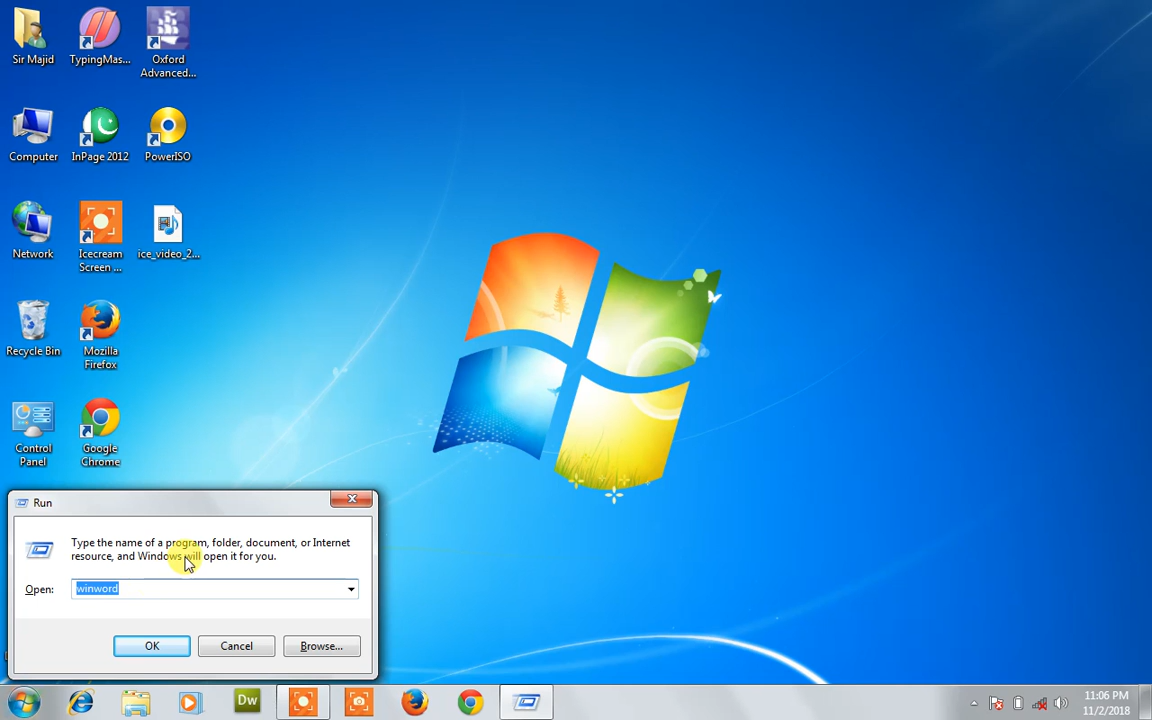 Sir Majid
TypingMas...
Oxford
Advanced...
Computer
InPage 2012
PowerISO
Network
Icecream
Screen ...
ice_video_2...
Recycle Bin
Mozilla
Firefox
Control
Panel
Google
Chrome
Run
Type the name of a program, folder, document, or Internet
resource, and Windows will open it for you.
Open:
winword
OK
Cancel
Browse...
Dw
11:06 PM
11/2/2018